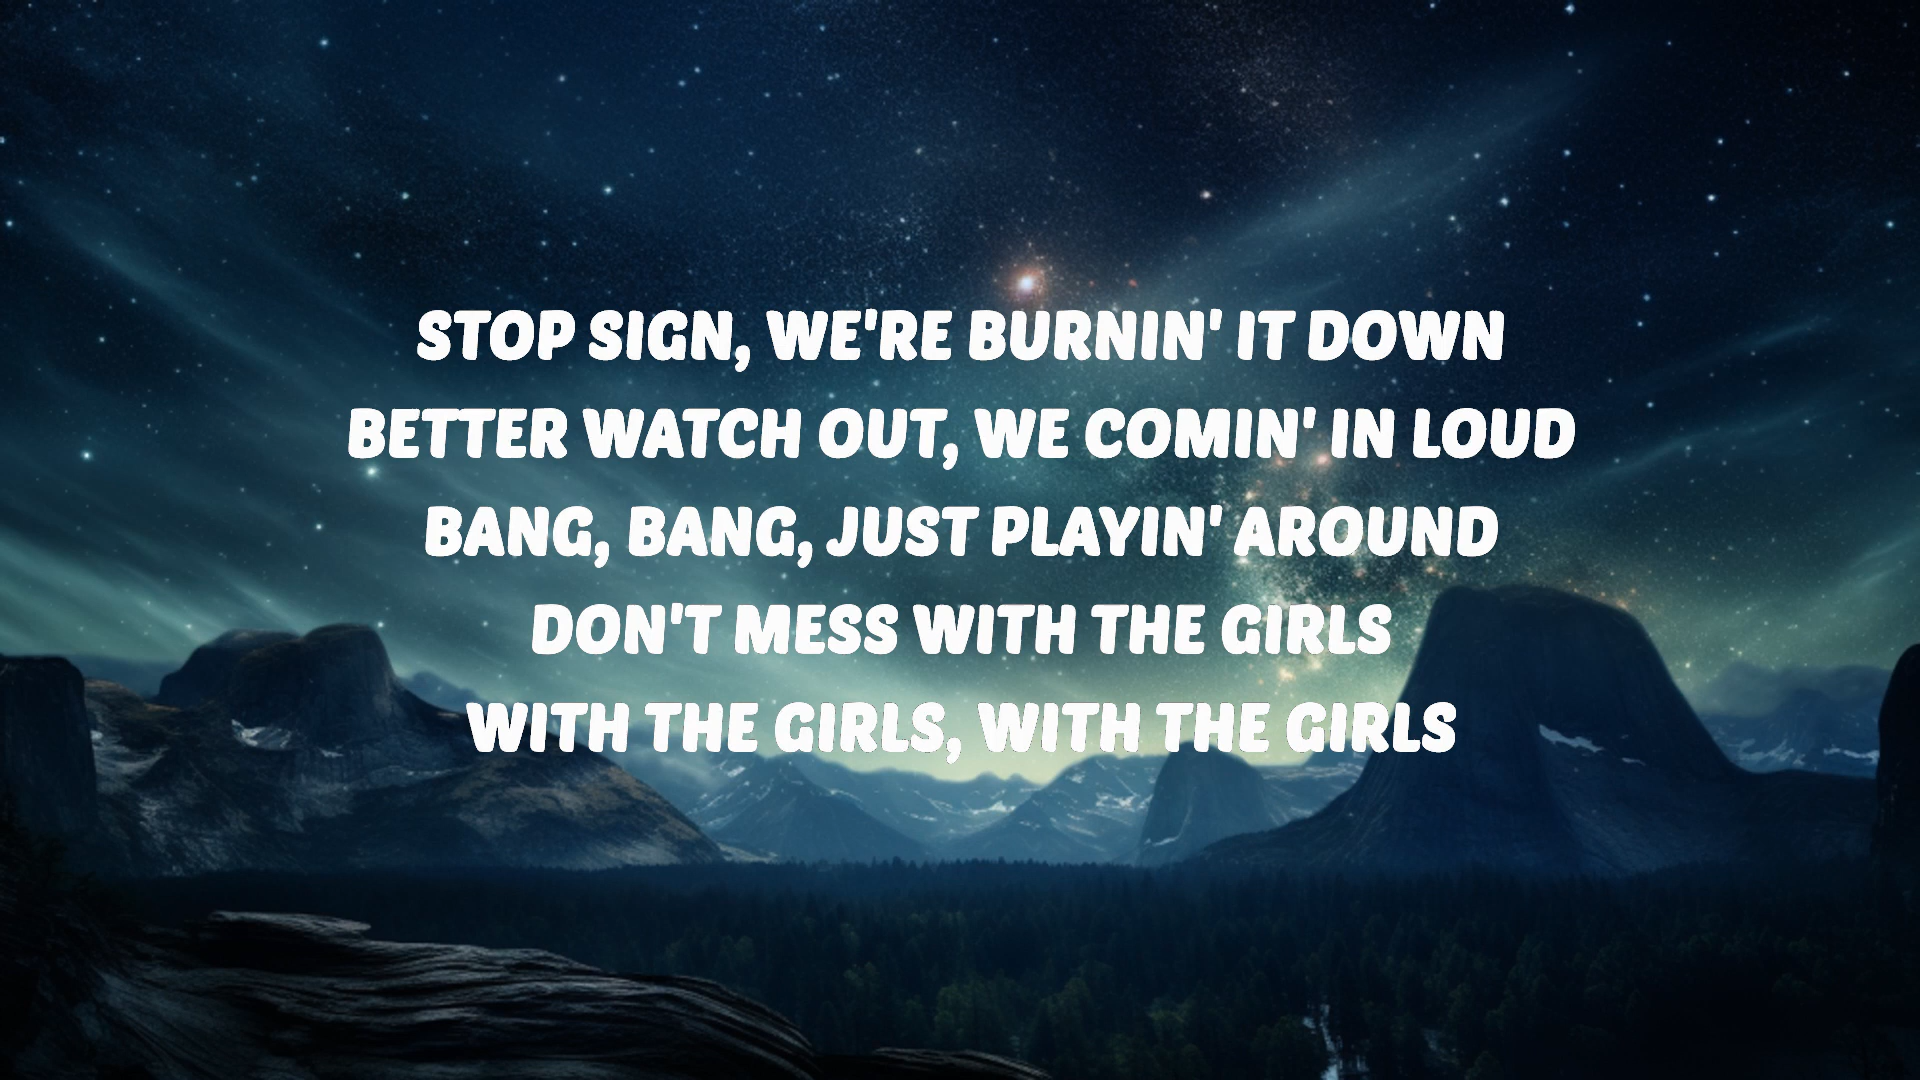 STOP SIGN, WE'RE BURNIN' IT DOWN
BETTER WATCH OUT, WE COMIN' IN LOUD
BANG, BANG, JUST PLAYIN' AROUND
DON'T MESS WITH THE GIRLS
WITH THE GIRLS, WITH THE GIRLS